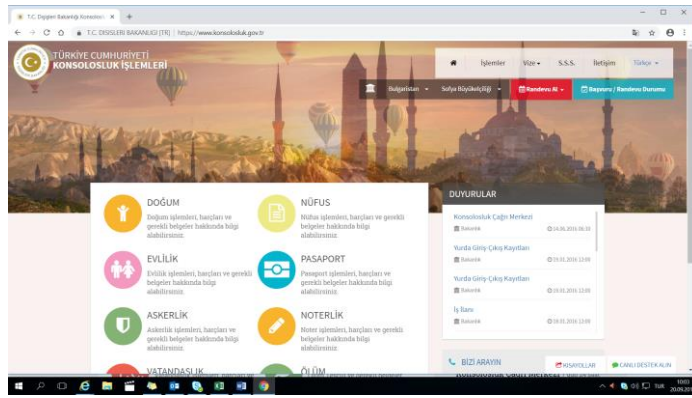 T.C. Dışişleri Bakanlığı Konsolosl
T.C. DISISLERI BAKANLIGI [TR] | https://www.konsolosluk.gov.tr
TÜRKİYE CUMHURİYETİ
KONSOLOSLUK İŞLEMLERİ
İşlemler Vize S.S.S. İletişim Türkçe
Bulgaristan Sofya Büyükelçiliği Randevu Al Başvuru / Randevu Durumu
DOĞUM
Doğum işlemleri, harçları ve
gerekli belgeler hakkında bilgi
alabilirsiniz.
NÜFUS
Nüfus işlemleri, harçları ve gerekli
belgeler hakkında bilgi
alabilirsiniz.
EVLİLİK
Evlilik işlemleri, harçları ve gerekli
belgeler hakkında bilgi
alabilirsiniz.
PASAPORT
Pasaport işlemleri, harçları ve
gerekli belgeler hakkında bilgi
alabilirsiniz.
ASKERLİK
Askerlik işlemleri, harçları ve
gerekli belgeler hakkında bilgi
alabilirsiniz.
NOTERLİK
Noter işlemleri, harçları ve gerekli
belgeler hakkında bilgi
alabilirsiniz.
VATANDAŞLIK
ÖLÜM
DUYURULAR
Konsolosluk Çağrı Merkezi
Bakanlık
Yurda Giriş-Çıkış Kayıtları
Bakanlık
Yurda Giriş-Çıkış Kayıtları
Bakanlık
İş İlanı
Bakanlık
BİZİ ARAYIN
KISAYOLLAR CANLI DESTEK ALIN
TUR 10:03